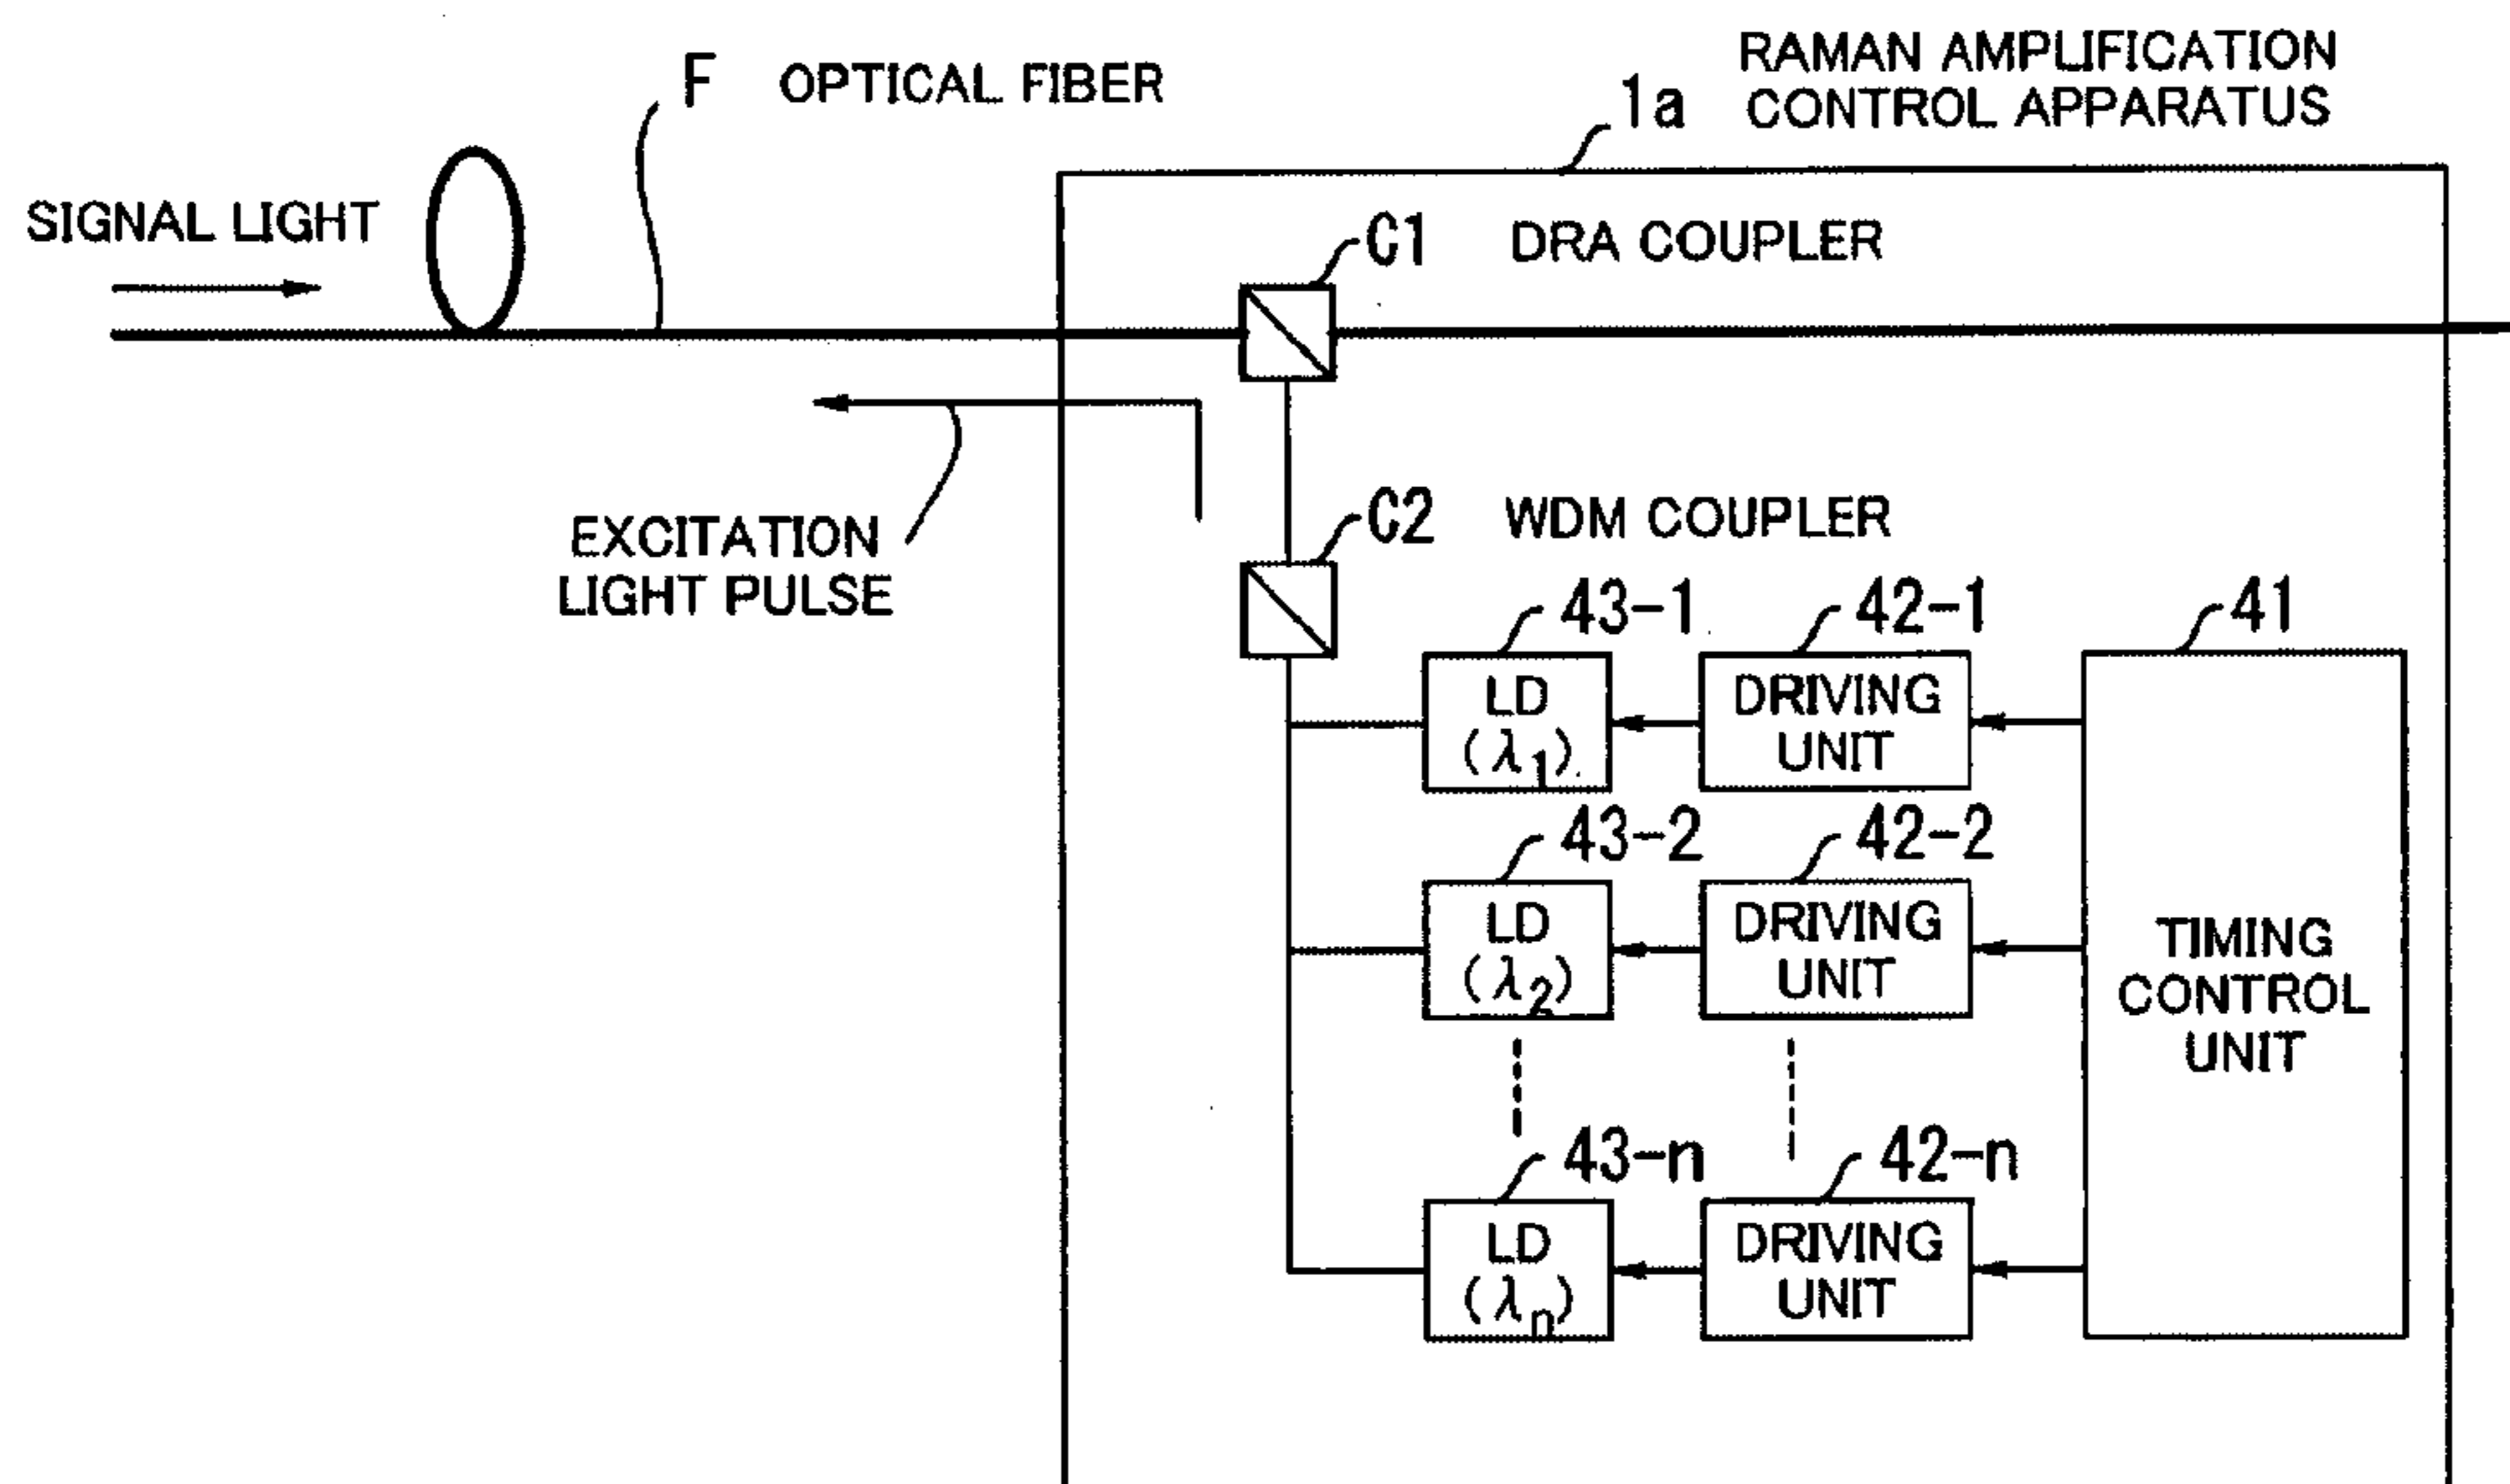 RAMAN AMPLIFICATION
1a CONTROL APPARATUS
F OPTICAL FIBER
SIGNAL LIGHT
C1 DRA COUPLER
C2 WDM COUPLER
EXCITATION
LIGHT PULSE
43-1 42-1 41
LD
(λ1)
DRIVING
UNIT
43-2 42-2
LD
(λ2)
DRIVING
UNIT
TIMING
CONTROL
UNIT
43-n 42-n
LD
(λn)
DRIVING
UNIT